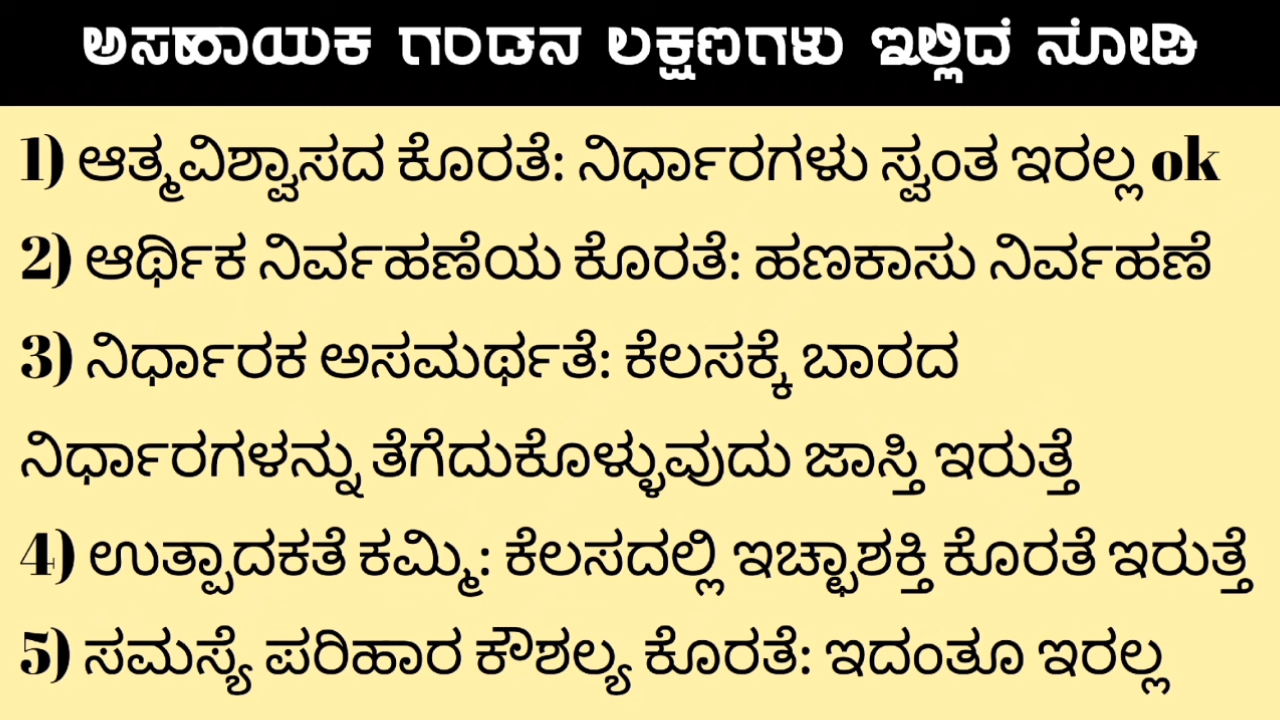 ಅಸಹಾಯಕ ಗಂಡನ ಲಕ್ಷಣಗಳು ಇಲ್ಲಿದೆ ನೋಡಿ
1) ಆತ್ಮವಿಶ್ವಾಸದ ಕೊರತೆ: ನಿರ್ಧಾರಗಳು ಸ್ವಂತ ಇರಲ್ಲ ok
2) ಆರ್ಥಿಕ ನಿರ್ವಹಣೆಯ ಕೊರತೆ: ಹಣಕಾಸು ನಿರ್ವಹಣೆ
3) ನಿರ್ಧಾರಕ ಅಸಮರ್ಥತೆ: ಕೆಲಸಕ್ಕೆ ಬಾರದ
ನಿರ್ಧಾರಗಳನ್ನು ತೆಗೆದುಕೊಳ್ಳುವುದು ಜಾಸ್ತಿ ಇರುತ್ತೆ
4) ಉತ್ಪಾದಕತೆ ಕಮ್ಮಿ: ಕೆಲಸದಲ್ಲಿ ಇಚ್ಛಾಶಕ್ತಿ ಕೊರತೆ ಇರುತ್ತೆ
5) ಸಮಸ್ಯೆ ಪರಿಹಾರ ಕೌಶಲ್ಯ ಕೊರತೆ: ಇದಂತೂ ಇರಲ್ಲ